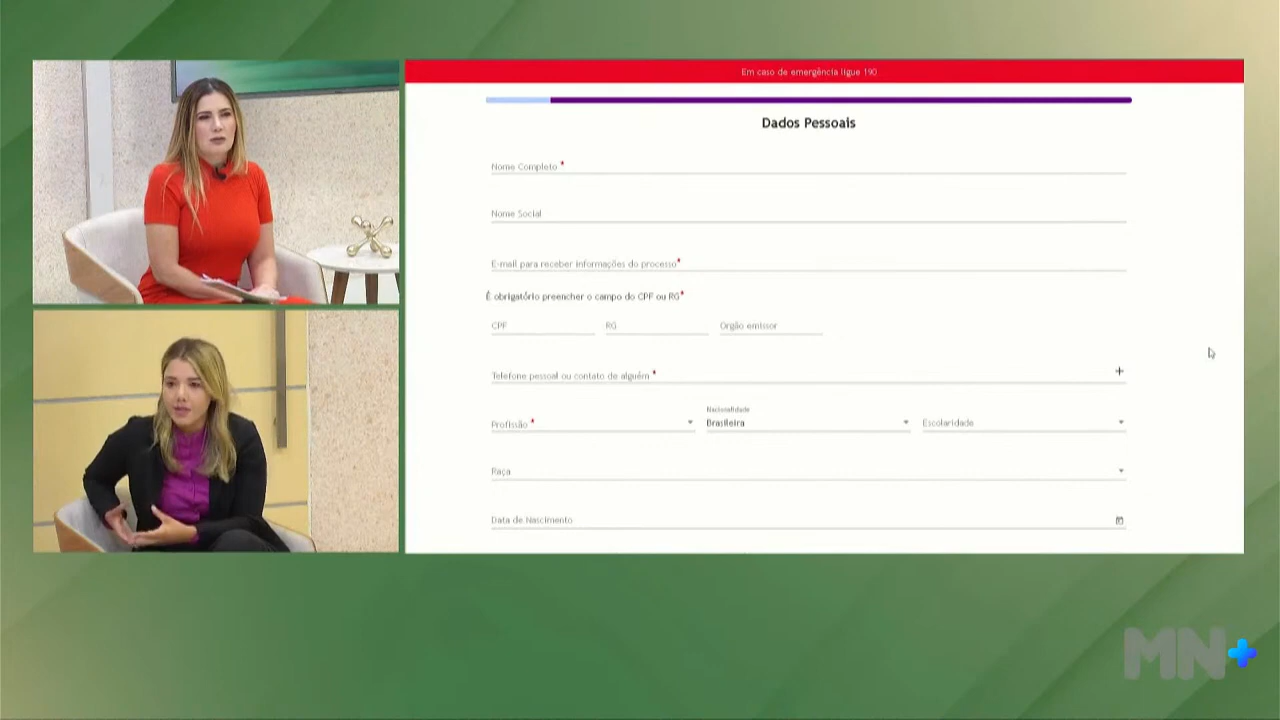 Em caso de emergência ligue 190
Dados Pessoais
Nome Completo *
Nome Social
E-mail para receber informações do processo*
É obrigatório preencher o campo do CPF ou RG*
CPF RG Orgão emissor
Telefone pessoal ou contato de alguém * +
Nacionalidade
Profissão * Brasileira Escolaridade
Raça
Data de Nascimento
MN+